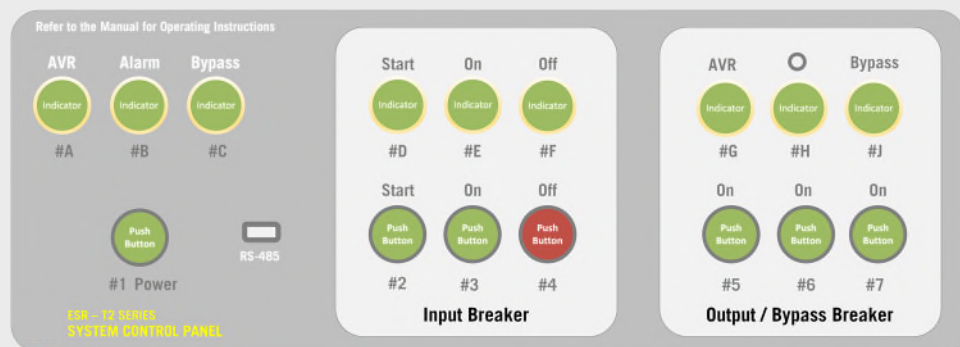 Refer to the Manual for Operating Instructions
AVR Alarm Bypass
Indicator Indicator Indicator
#A #B #C
Push
Button
#1 Power
RS-485
ESR – T2 SERIES
SYSTEM CONTROL PANEL
Start On Off
Indicator Indicator Indicator
#D #E #F
Start On Off
Push Push Push
Button Button Button
#2 #3 #4
Input Breaker
AVR O Bypass
Indicator Indicator Indicator
#G #H #J
On On On
Push Push Push
Button Button Button
#5 #6 #7
Output / Bypass Breaker